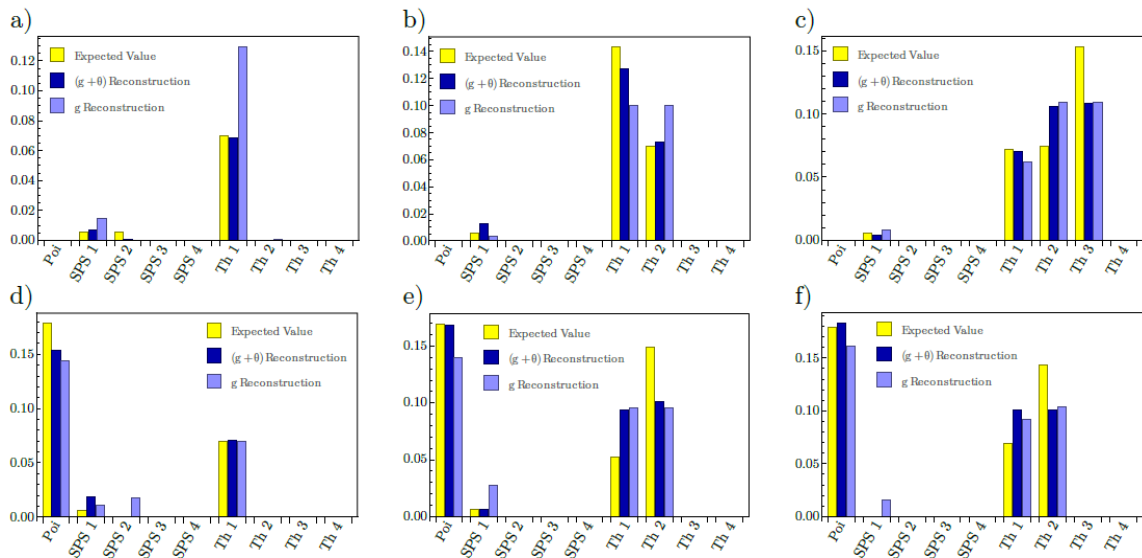 a)
0.12
0.10
0.08
0.06
0.04
0.02
0.00
Expected Value
(g+θ) Reconstruction
g Reconstruction
Poi
SPS 1
SPS 2
SPS 3
SPS 4
Th 1
Th 2
Th 3
Th 4
b)
0.14
0.12
0.10
0.08
0.06
0.04
0.02
0.00
Expected Value
(g+θ) Reconstruction
g Reconstruction
Poi
SPS 1
SPS 2
SPS 3
SPS 4
Th 1
Th 2
Th 3
Th 4
c)
0.15
0.10
0.05
0.00
Expected Value
(g+θ) Reconstruction
g Reconstruction
Poi
SPS 1
SPS 2
SPS 3
SPS 4
Th 1
Th 2
Th 3
Th 4
d)
0.15
0.10
0.05
0.00
Expected Value
(g+θ) Reconstruction
g Reconstruction
Poi
SPS 1
SPS 2
SPS 3
SPS 4
Th 1
Th 2
Th 3
Th 4
e)
0.15
0.10
0.05
0.00
Expected Value
(g+θ) Reconstruction
g Reconstruction
Poi
SPS 1
SPS 2
SPS 3
SPS 4
Th 1
Th 2
Th 3
Th 4
f)
0.15
0.10
0.05
0.00
Expected Value
(g+θ) Reconstruction
g Reconstruction
Poi
SPS 1
SPS 2
SPS 3
SPS 4
Th 1
Th 2
Th 3
Th 4